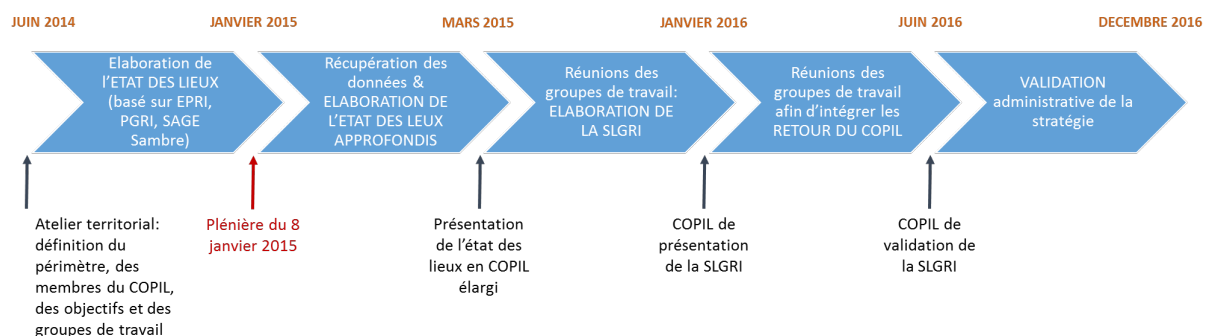 JUIN 2014
JANVIER 2015
MARS 2015
JANVIER 2016
JUIN 2016
DECEMBRE 2016
Elaboration de
l'ETAT DES LIEUX
(basé sur EPRI,
PGRI, SAGE
Sambre)
Récupération des
données &
ELABORATION DE
L'ETAT DES LEUX
APPROFONDIS
Réunions des
groupes de travail:
ELABORATION DE
LA SLGRI
Réunions des
groupes de travail
afin d'intégrer les
RETOUR DU COPIL
VALIDATION
administrative de la
stratégie
Atelier territorial:
définition du
périmètre, des
membres du COPIL,
des objectifs et des
groupes de travail
Plénière du 8
janvier 2015
Présentation
de l'état des
lieux en COPIL
élargi
COPIL de
présentation
de la SLGRI
COPIL de
validation de
la SLGRI